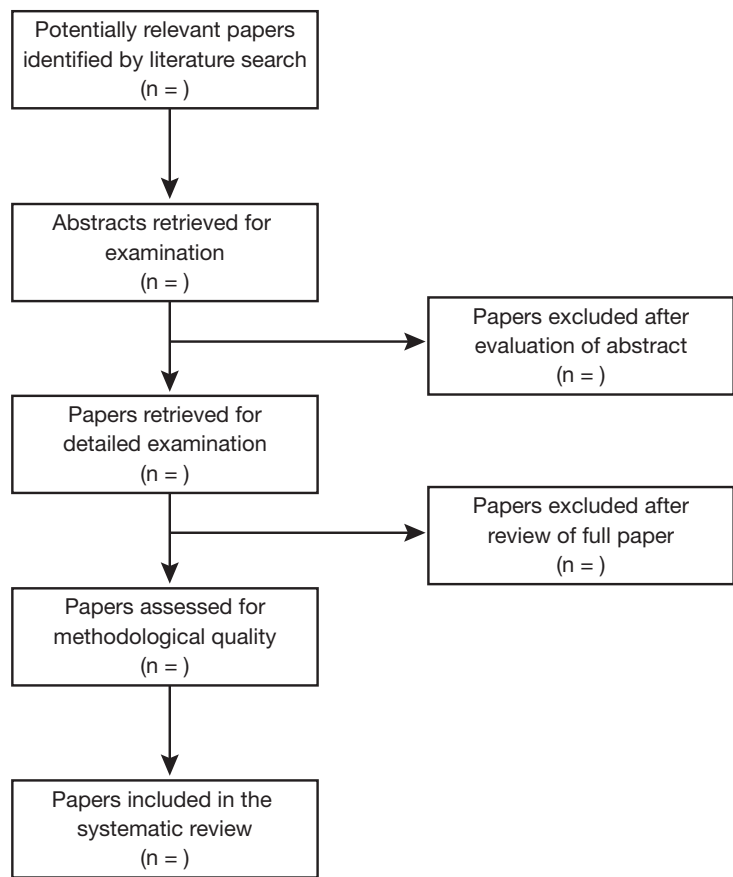 Potentially relevant papers
identified by literature search
(n = )
Abstracts retrieved for
examination
(n = )
Papers excluded after
evaluation of abstract
(n = )
Papers retrieved for
detailed examination
(n = )
Papers excluded after
review of full paper
(n = )
Papers assessed for
methodological quality
(n = )
Papers included in the
systematic review
(n = )